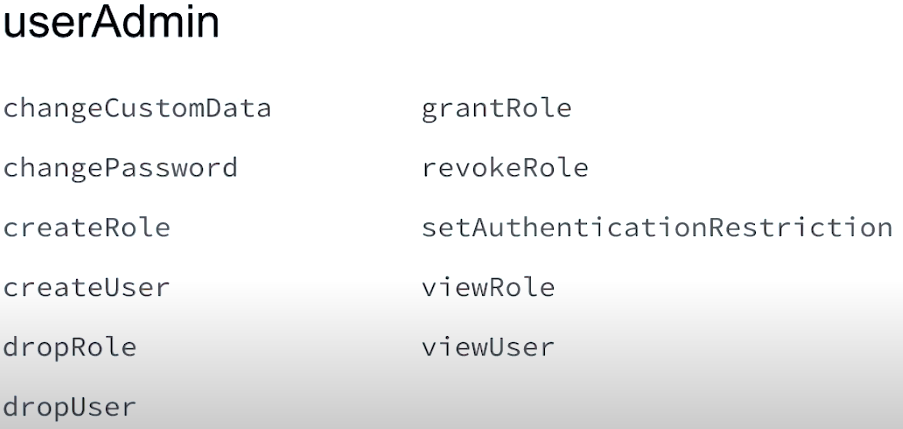 userAdmin
changeCustomData
changePassword
createRole
createUser
dropRole
dropUser
grantRole
revokeRole
setAuthenticationRestriction
viewRole
viewUser